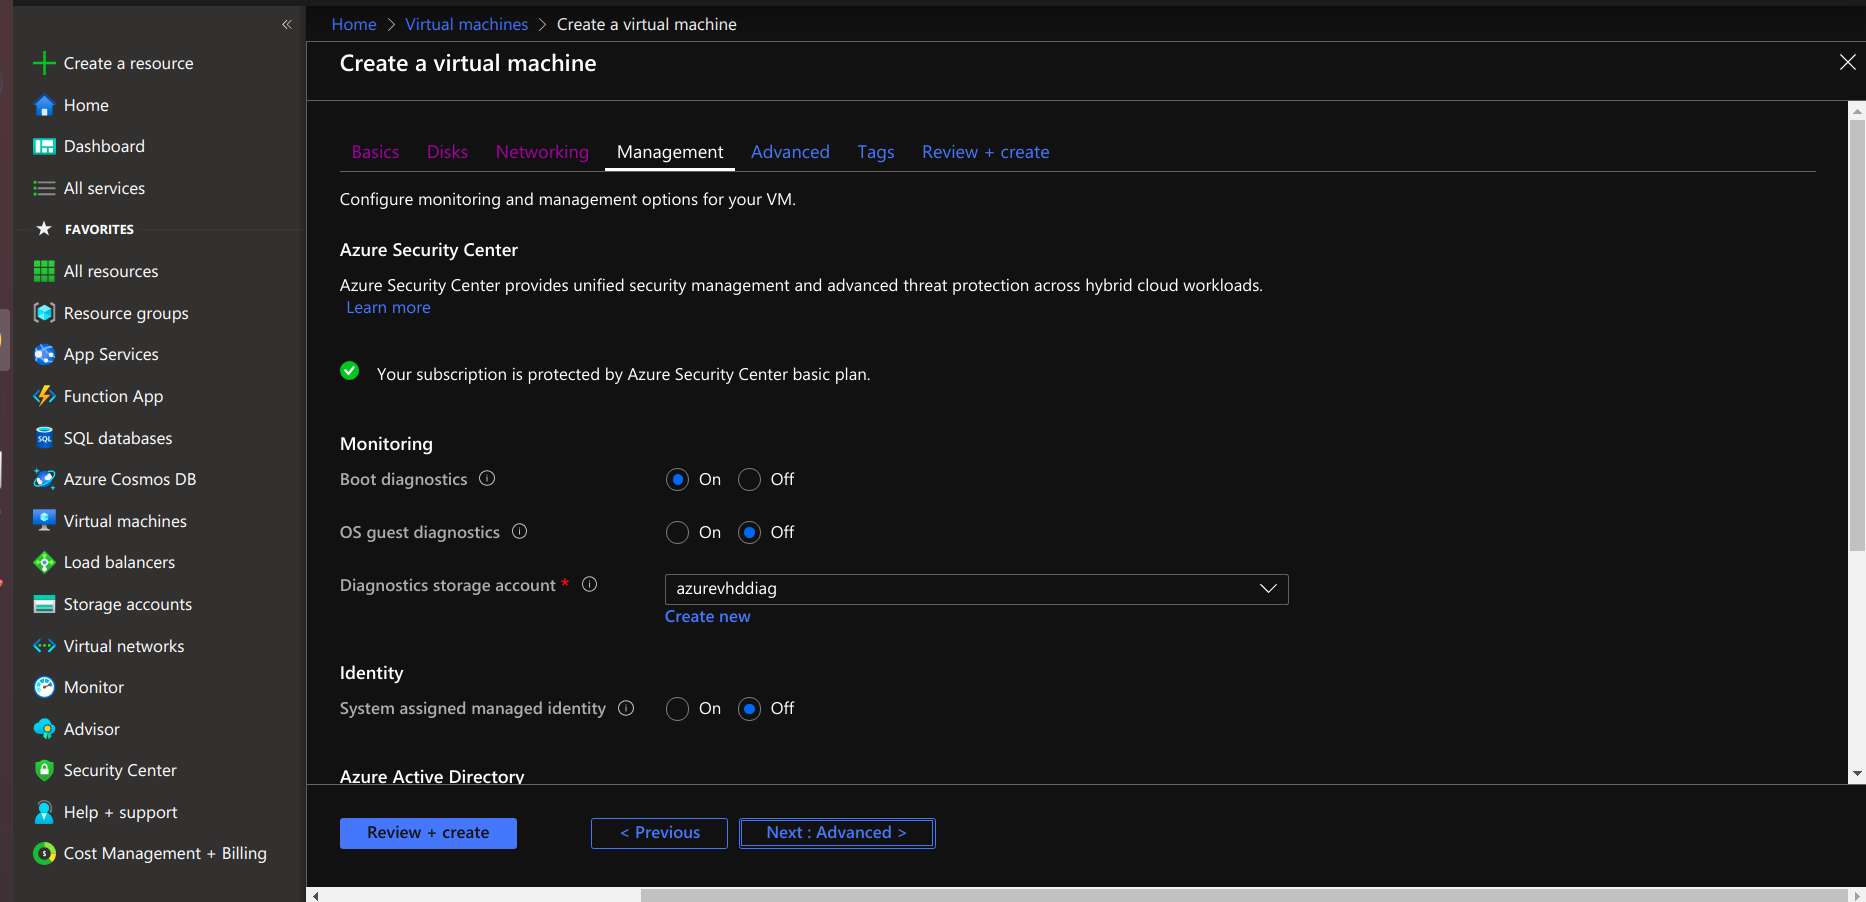 Create a resource
Home
Dashboard
All services
FAVORITES
All resources
Resource groups
App Services
Function App
SQL databases
Azure Cosmos DB
Virtual machines
Load balancers
Storage accounts
Virtual networks
Monitor
Advisor
Security Center
Help + support
Cost Management + Billing
Home > Virtual machines > Create a virtual machine
Create a virtual machine
Basics Disks Networking Management Advanced Tags Review + create
Configure monitoring and management options for your VM.
Azure Security Center
Azure Security Center provides unified security management and advanced threat protection across hybrid cloud workloads.
Learn more
Your subscription is protected by Azure Security Center basic plan.
Monitoring
Boot diagnostics On Off
OS guest diagnostics On Off
Diagnostics storage account * azurevhddiag
Create new
Identity
System assigned managed identity On Off
Azure Active Directory
Review + create < Previous Next : Advanced >